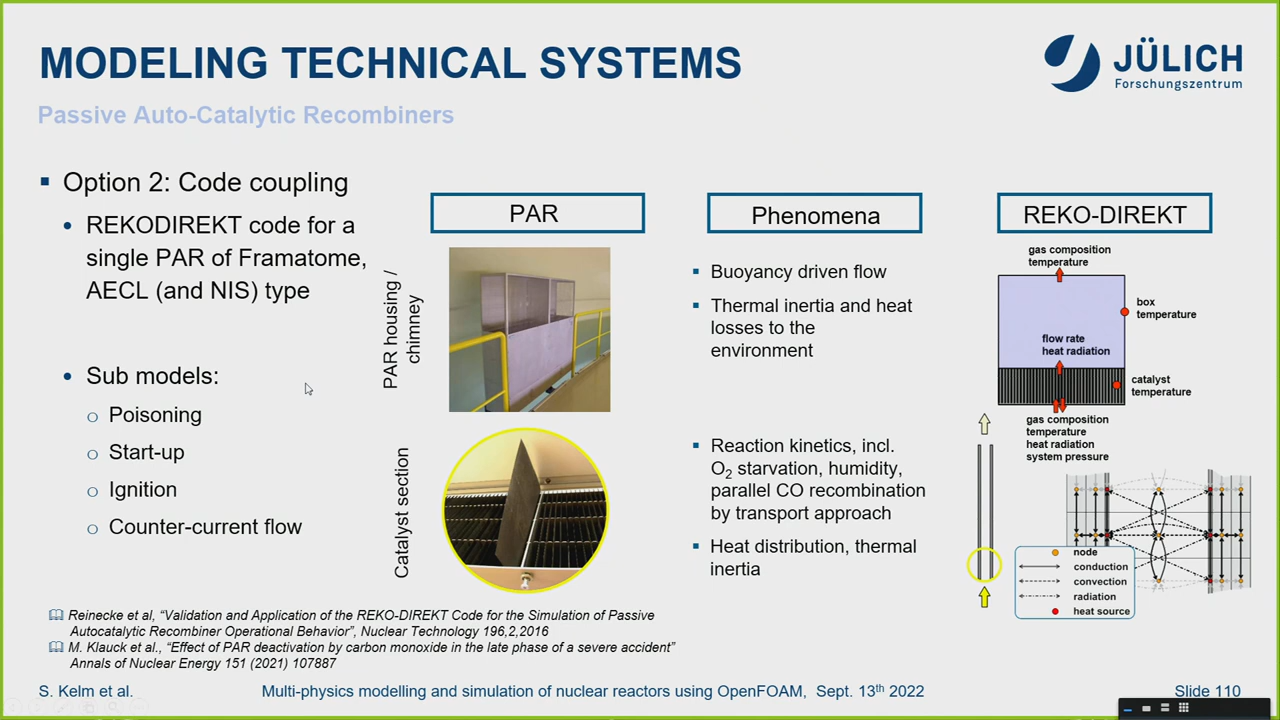 MODELING TECHNICAL SYSTEMS
JÜLICH
Forschungszentrum
Passive Auto-Catalytic Recombiners
▪ Option 2: Code coupling
• REKODIREKT code for a
single PAR of Framatome,
AECL (and NIS) type
• Sub models:
o Poisoning
o Start-up
o Ignition
o Counter-current flow
PAR
PAR housing /
chimney
Catalyst section
Phenomena
▪ Buoyancy driven flow
▪ Thermal inertia and heat
losses to the
environment
▪ Reaction kinetics, incl.
O₂ starvation, humidity,
parallel CO recombination
by transport approach
▪ Heat distribution, thermal
inertia
REKO-DIREKT
gas composition
temperature
box
temperature
flow rate
heat radiation
catalyst
temperature
gas composition
temperature
heat radiation
system pressure
node
conduction
convection
radiation
heat source
Reinecke et al, “Validation and Application of the REKO-DIREKT Code for the Simulation of Passive
Autocatalytic Recombiner Operational Behavior”, Nuclear Technology 196,2,2016
M. Klauck et al., “Effect of PAR deactivation by carbon monoxide in the late phase of a severe accident”
Annals of Nuclear Energy 151 (2021) 107887
S. Kelm et al.
Multi-physics modelling and simulation of nuclear reactors using OpenFOAM, Sept. 13th 2022
Slide 110